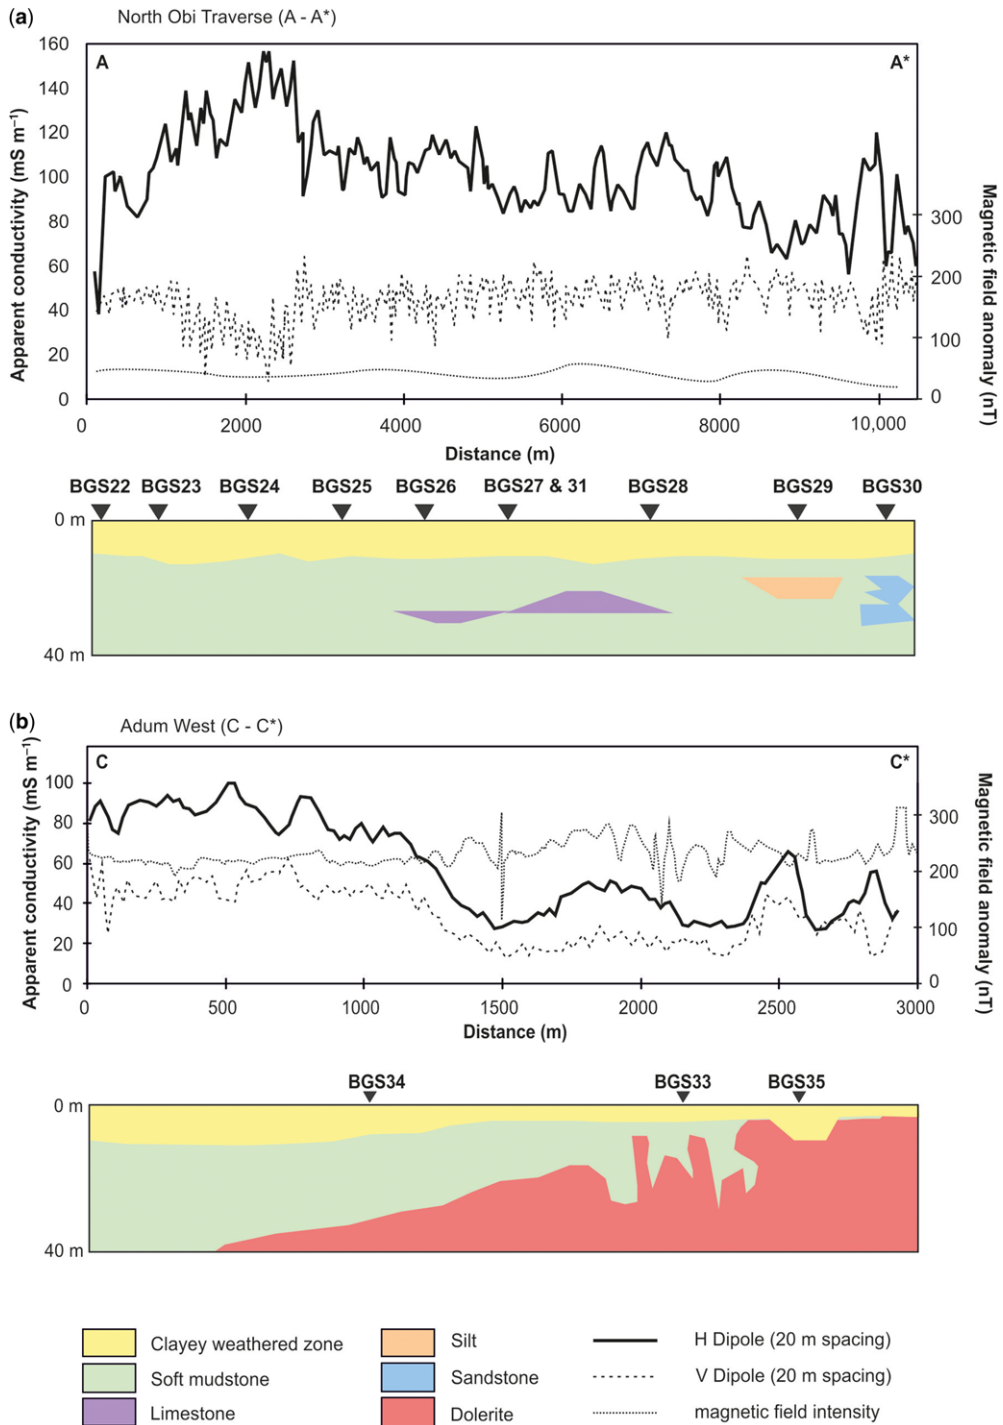 (a)
North Obi Traverse (A - A*)
160
140
120
100
80
60
40
20
0
Apparent conductivity (mS m⁻¹)
A
A*
300
200
100
0
Magnetic field anomaly (nT)
0
2000
4000
6000
8000
10,000
Distance (m)
BGS22
BGS23
BGS24
BGS25
BGS26
BGS27 & 31
BGS28
BGS29
BGS30
0 m
40 m
(b)
Adum West (C - C*)
100
80
60
40
20
0
Apparent conductivity (mS m⁻¹)
C
C*
300
200
100
0
Magnetic field anomaly (nT)
0
500
1000
1500
2000
2500
3000
Distance (m)
BGS34
BGS33
BGS35
0 m
40 m
Clayey weathered zone
Soft mudstone
Limestone
Silt
Sandstone
Dolerite
H Dipole (20 m spacing)
V Dipole (20 m spacing)
magnetic field intensity